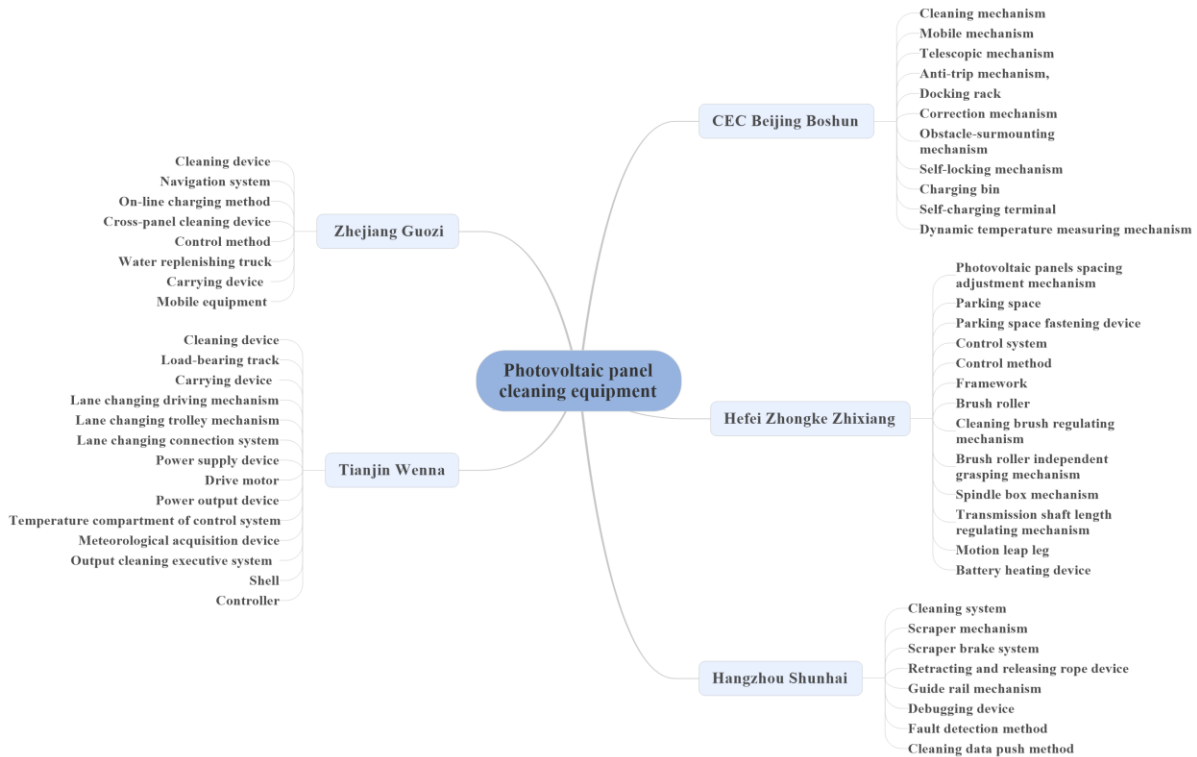 Photovoltaic panel
cleaning equipment
CEC Beijing Boshun
Cleaning mechanism
Mobile mechanism
Telescopic mechanism
Anti-trip mechanism,
Docking rack
Correction mechanism
Obstacle-surmounting
mechanism
Self-locking mechanism
Charging bin
Self-charging terminal
Dynamic temperature measuring mechanism
Hefei Zhongke Zhixiang
Photovoltaic panels spacing
adjustment mechanism
Parking space
Parking space fastening device
Control system
Control method
Framework
Brush roller
Cleaning brush regulating
mechanism
Brush roller independent
grasping mechanism
Spindle box mechanism
Transmission shaft length
regulating mechanism
Motion leap leg
Battery heating device
Hangzhou Shunhai
Cleaning system
Scraper mechanism
Scraper brake system
Retracting and releasing rope device
Guide rail mechanism
Debugging device
Fault detection method
Cleaning data push method
Zhejiang Guozi
Cleaning device
Navigation system
On-line charging method
Cross-panel cleaning device
Control method
Water replenishing truck
Carrying device
Mobile equipment
Tianjin Wenna
Cleaning device
Load-bearing track
Carrying device
Lane changing driving mechanism
Lane changing trolley mechanism
Lane changing connection system
Power supply device
Drive motor
Power output device
Temperature compartment of control system
Meteorological acquisition device
Output cleaning executive system
Shell
Controller